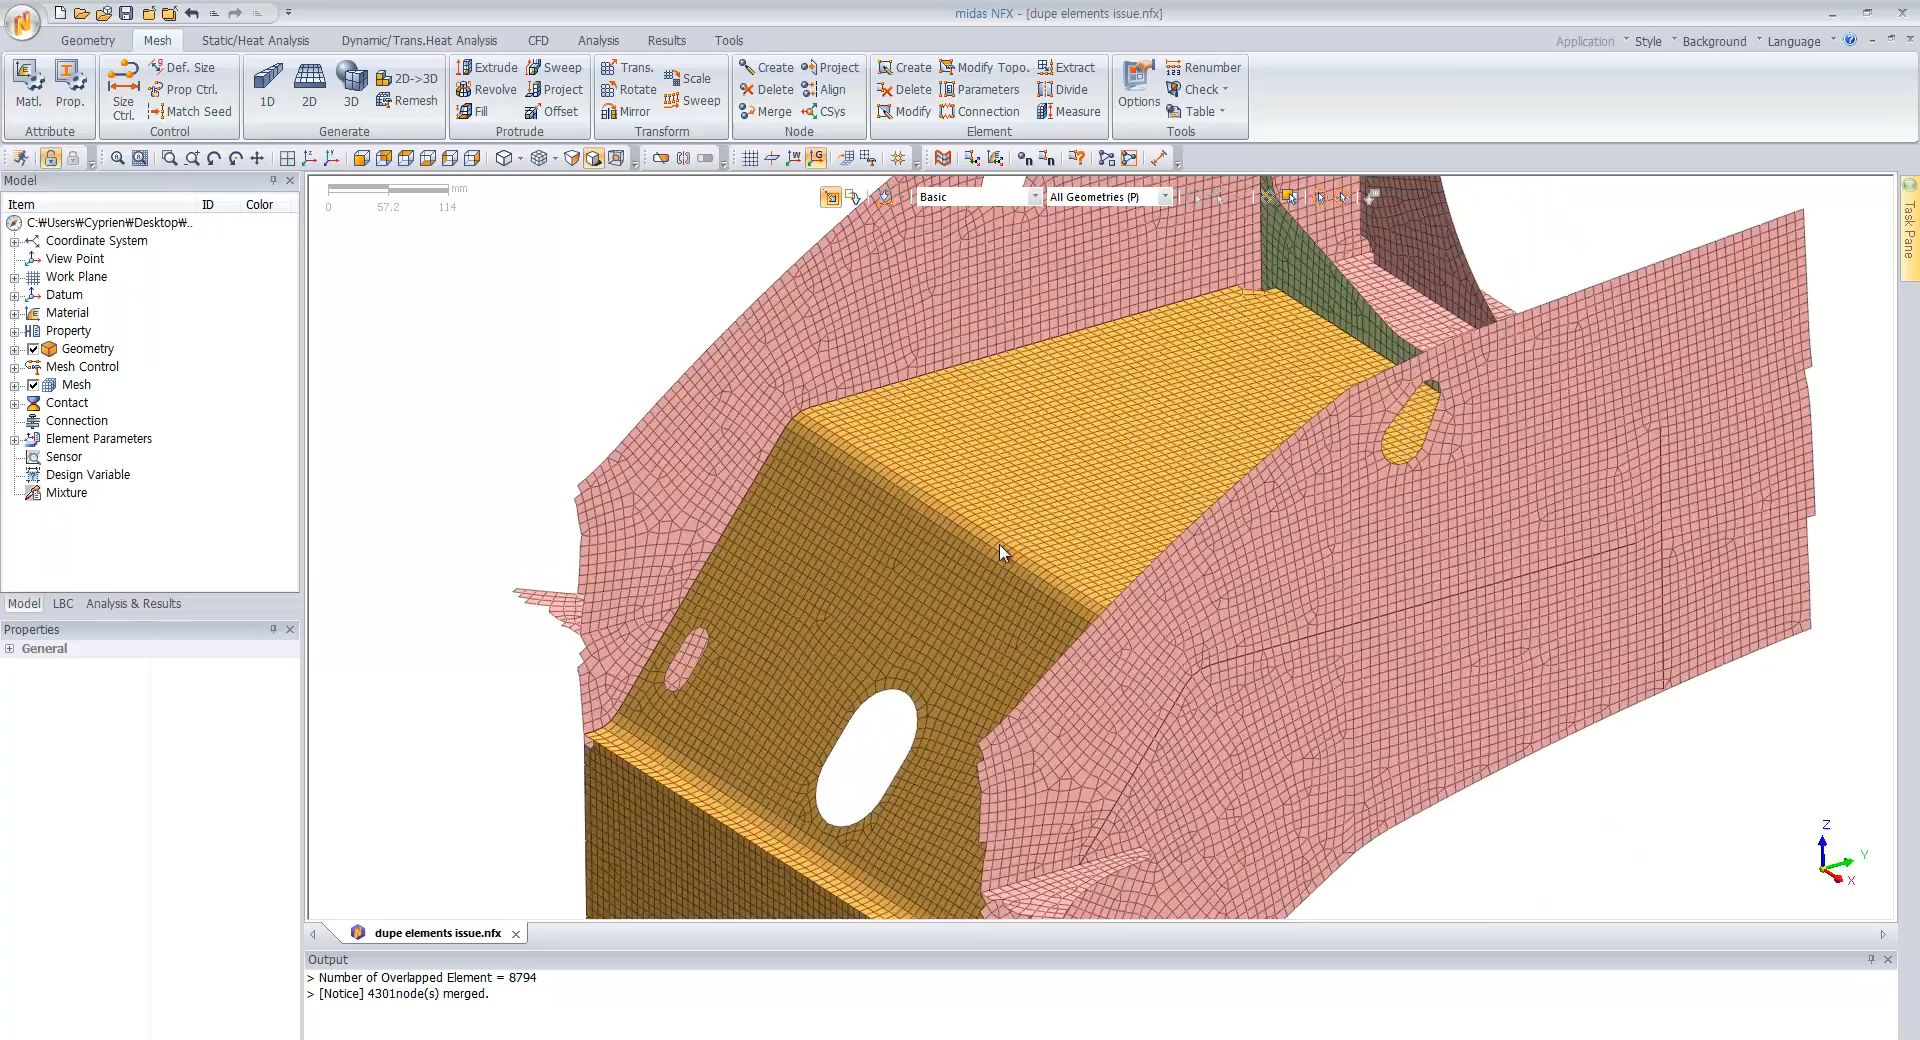 midas NFX - [dupe elements issue.nfx]
Geometry Mesh Static/Heat Analysis Dynamic/Trans.Heat Analysis CFD Analysis Results Tools
Application Style Background Language
Matl. Prop.
Attribute
Size Ctrl. Def. Size Prop Ctrl. Match Seed
Control
1D 2D 3D 2D->3D Remesh
Generate
Extrude Sweep
Revolve Project
Fill Offset
Protrude
Trans. Scale
Rotate Sweep
Mirror
Transform
Create Project
Delete Align
Merge CSys
Node
Create Modify Topo. Extract
Delete Parameters Divide
Modify Connection Measure
Element
Options Renumber Check Table
Tools
Model
Item ID Color
C:₩Users₩Cyprien₩Desktop₩..
Coordinate System
View Point
Work Plane
Datum
Material
Property
Geometry
Mesh Control
Mesh
Contact
Connection
Element Parameters
Sensor
Design Variable
Mixture
Model LBC Analysis & Results
Properties
General
mm
0 57.2 114
Basic All Geometries (P)
Task Pane
Z
Y
X
dupe elements issue.nfx
Output
> Number of Overlapped Element = 8794
> [Notice] 4301node(s) merged.